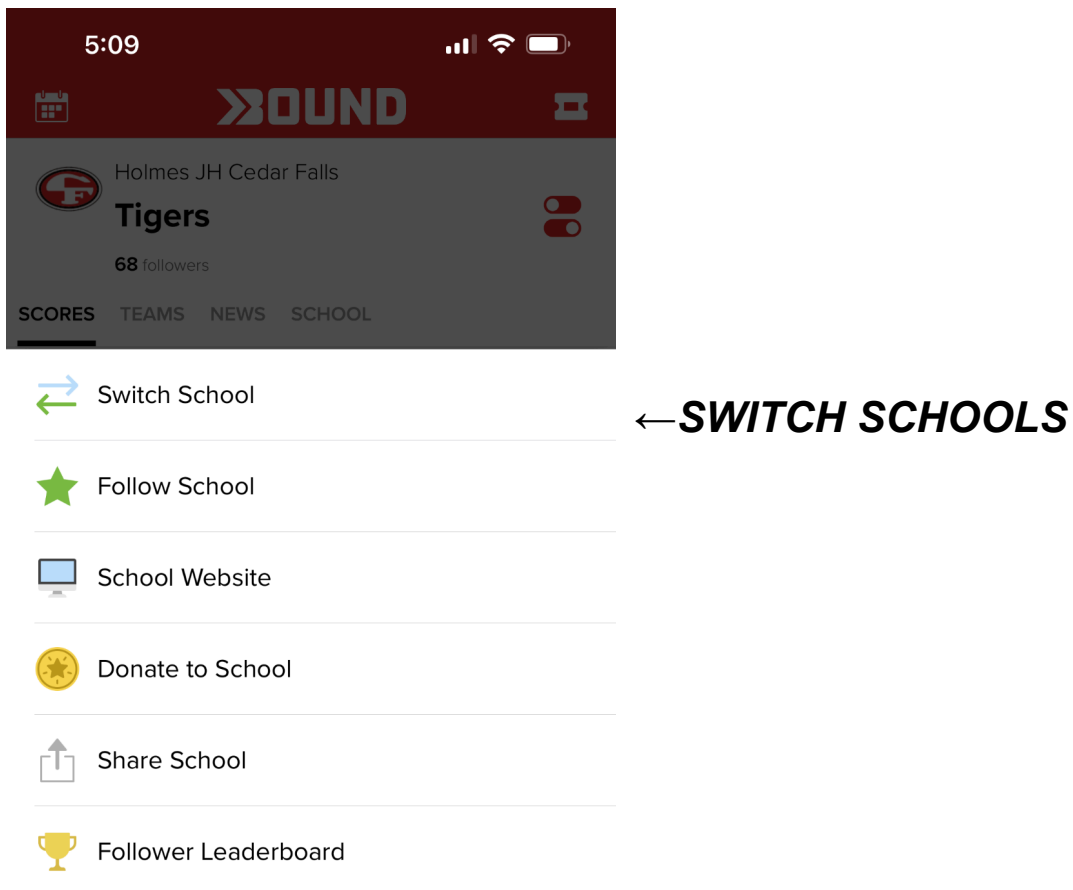 5:09
BOUND
Holmes JH Cedar Falls
Tigers
68 followers
SCORES TEAMS NEWS SCHOOL
Switch School
←SWITCH SCHOOLS
Follow School
School Website
Donate to School
Share School
Follower Leaderboard